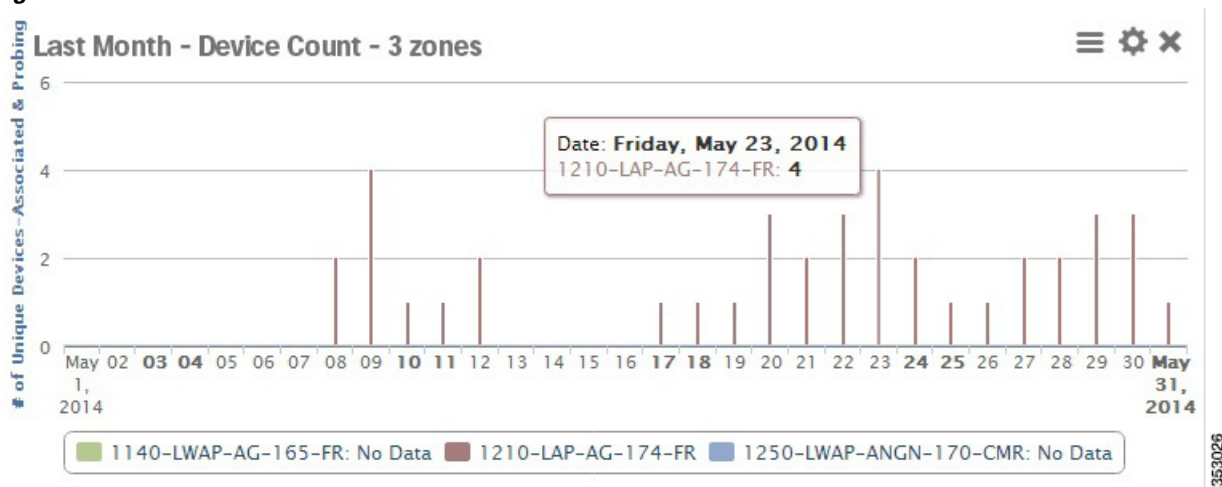 # of Unique Devices-Associated & Probing
Last Month - Device Count - 3 zones
6
4
2
0
Date: Friday, May 23, 2014
1210-LAP-AG-174-FR: 4
May 02 03 04 05 06 07 08 09 10 11 12 13 14 15 16 17 18 19 20 21 22 23 24 25 26 27 28 29 30 May
1, 31,
2014 2014
1140-LWAP-AG-165-FR: No Data 1210-LAP-AG-174-FR 1250-LWAP-ANGN-170-CMR: No Data
353026